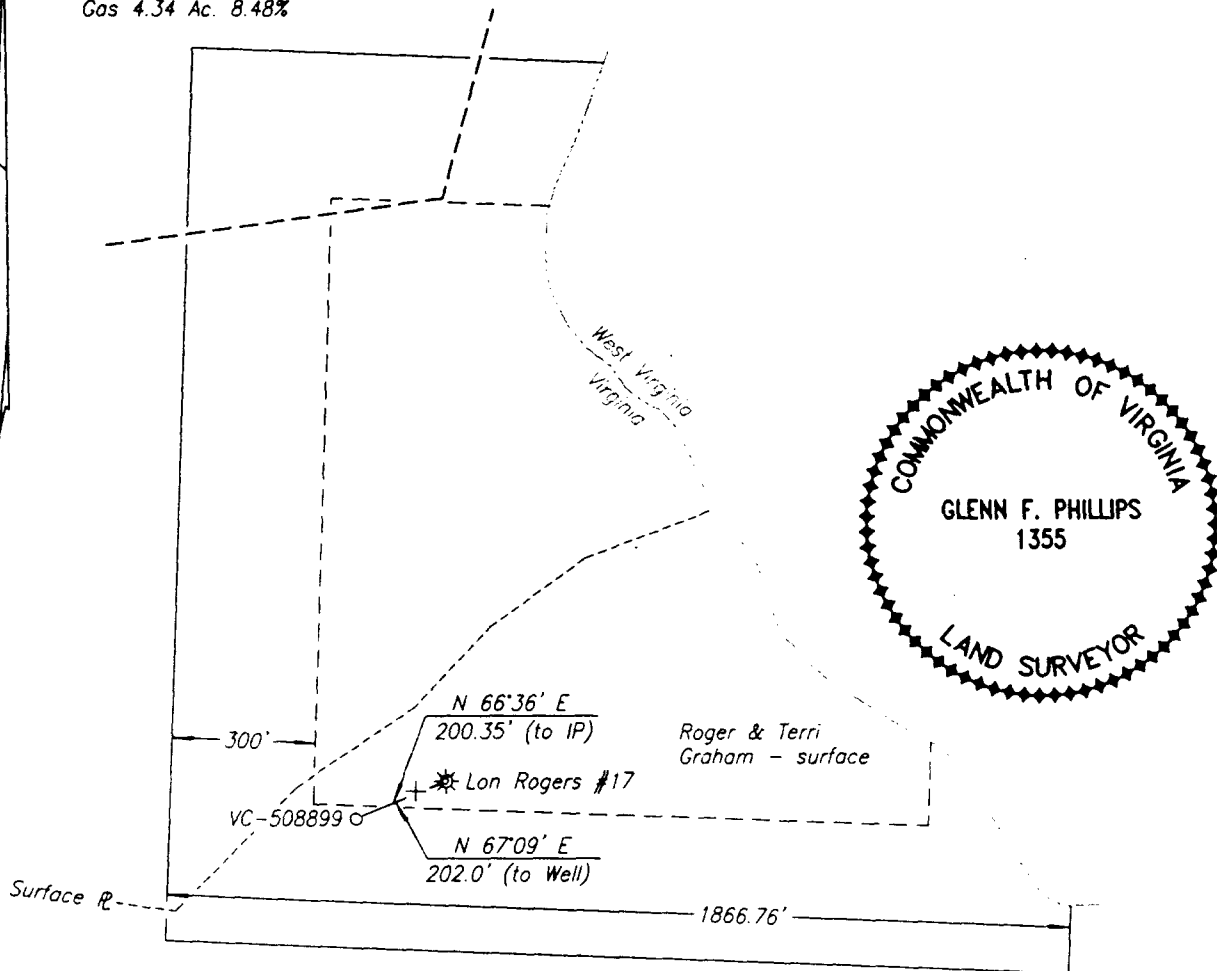 Gas 4.34 Ac. 8.48%
West Virginia
Virginia
COMMONWEALTH OF VIRGINIA
GLENN F. PHILLIPS
1355
LAND SURVEYOR
N 66°36' E
200.35' (to IP)
Roger & Terri
Graham - surface
300'
Lon Rogers #17
VC-508899
N 67°09' E
202.0' (to Well)
Surface ℞
1866.76'